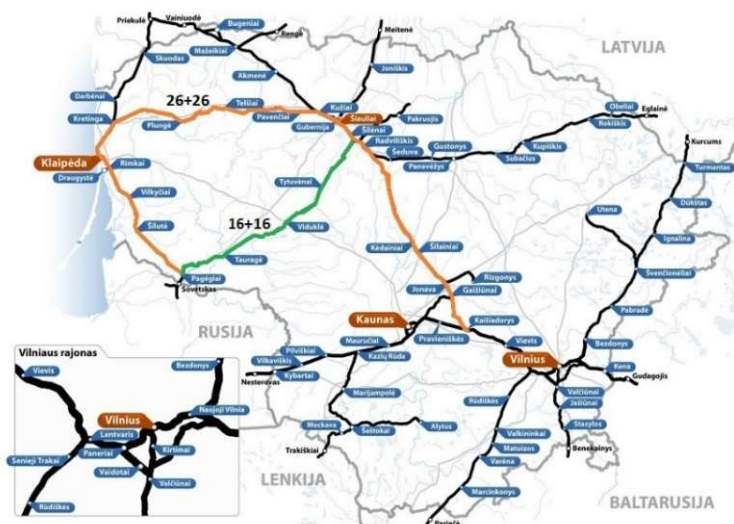 Priekulė
Vainiuodė
Bugeniai
Rengė
Meitenė
LATVIJA
Skuodas
Mažeikiai
Akmenė
Joniškis
Darbėnai
Kretinga
26+26
Telšiai
Kužiai
Plungė
Pavenčiai
Gubernija
Šiauliai
Pakruojis
Šilėnai
Radviliškis
Obeliai
Eglainė
Rokiškis
Klaipėda
Rimkai
Draugystė
Šeduva
Gustonys
Kupiškis
Panevėžys
Subačius
Kurcums
Turmantas
Vilkyčiai
Tytuvėnai
Šilutė
16+16
Viduklė
Utena
Dūkštas
Ignalina
Tauragė
Kėdainiai
Šilainiai
Pagėgiai
Sovetskas
Švenčionėliai
Rizgonys
Jonava
Gaižiūnai
RUSIJA
Kaunas
Kaišiadorys
Pabradė
Pravieniškės
Vievis
Mauručiai
Bezdonys
Pilviškiai
Vilkaviškis
Kazlų Rūda
Vilnius
Kena
Nesterovas
Kybartai
Gudagojis
Marijampolė
Rūdiškės
Valčiūnai
Jašiūnai
Mockava
Šeštokai
Alytus
Stasylos
Valkininkai
Benekainys
Trakiškiai
Matuizos
Varėna
LENKIJA
Marcinkonys
BALTARUSIJA
Vilniaus rajonas
Vievis
Bezdonys
Vilnius
Naujoji Vilnia
Lentvaris
Kirtimai
Senieji Trakai
Paneriai
Vaidotai
Valčiūnai
Rūdiškės